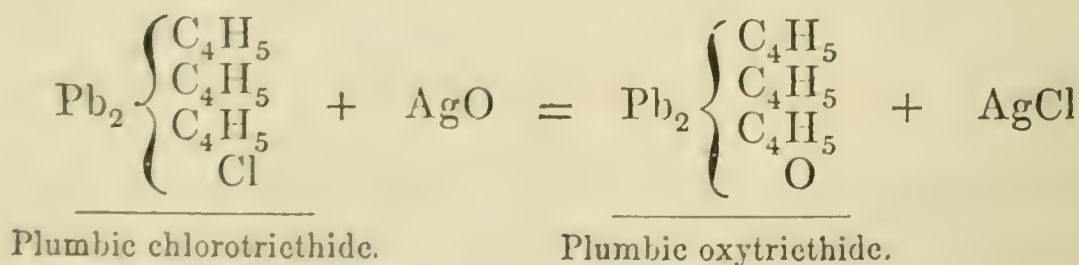 C₄H₅ C₄H₅
Pb₂ { C₄H₅ + AgO = Pb₂ { C₄H₅ + AgCl
C₄H₅ C₄H₅
Cl O
Plumbic chlorotriethide. Plumbic oxytriethide.